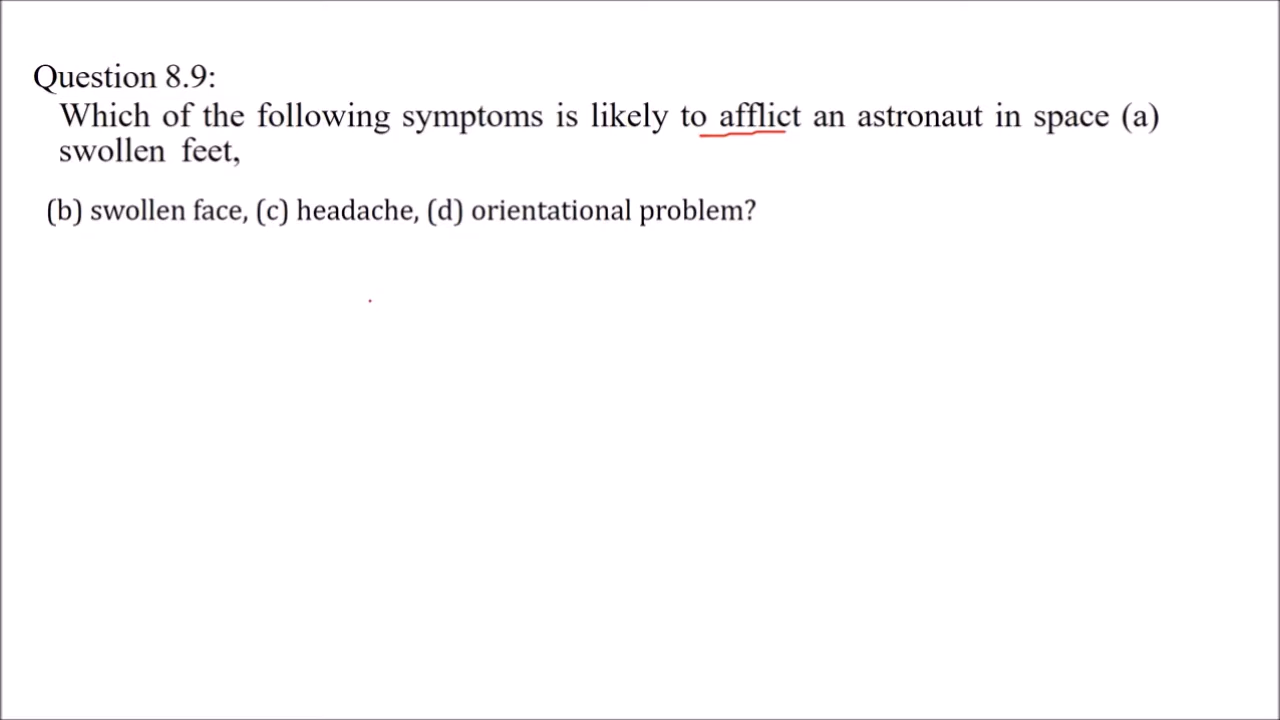 Question 8.9:
Which of the following symptoms is likely to afflict an astronaut in space (a)
swollen feet,
(b) swollen face, (c) headache, (d) orientational problem?